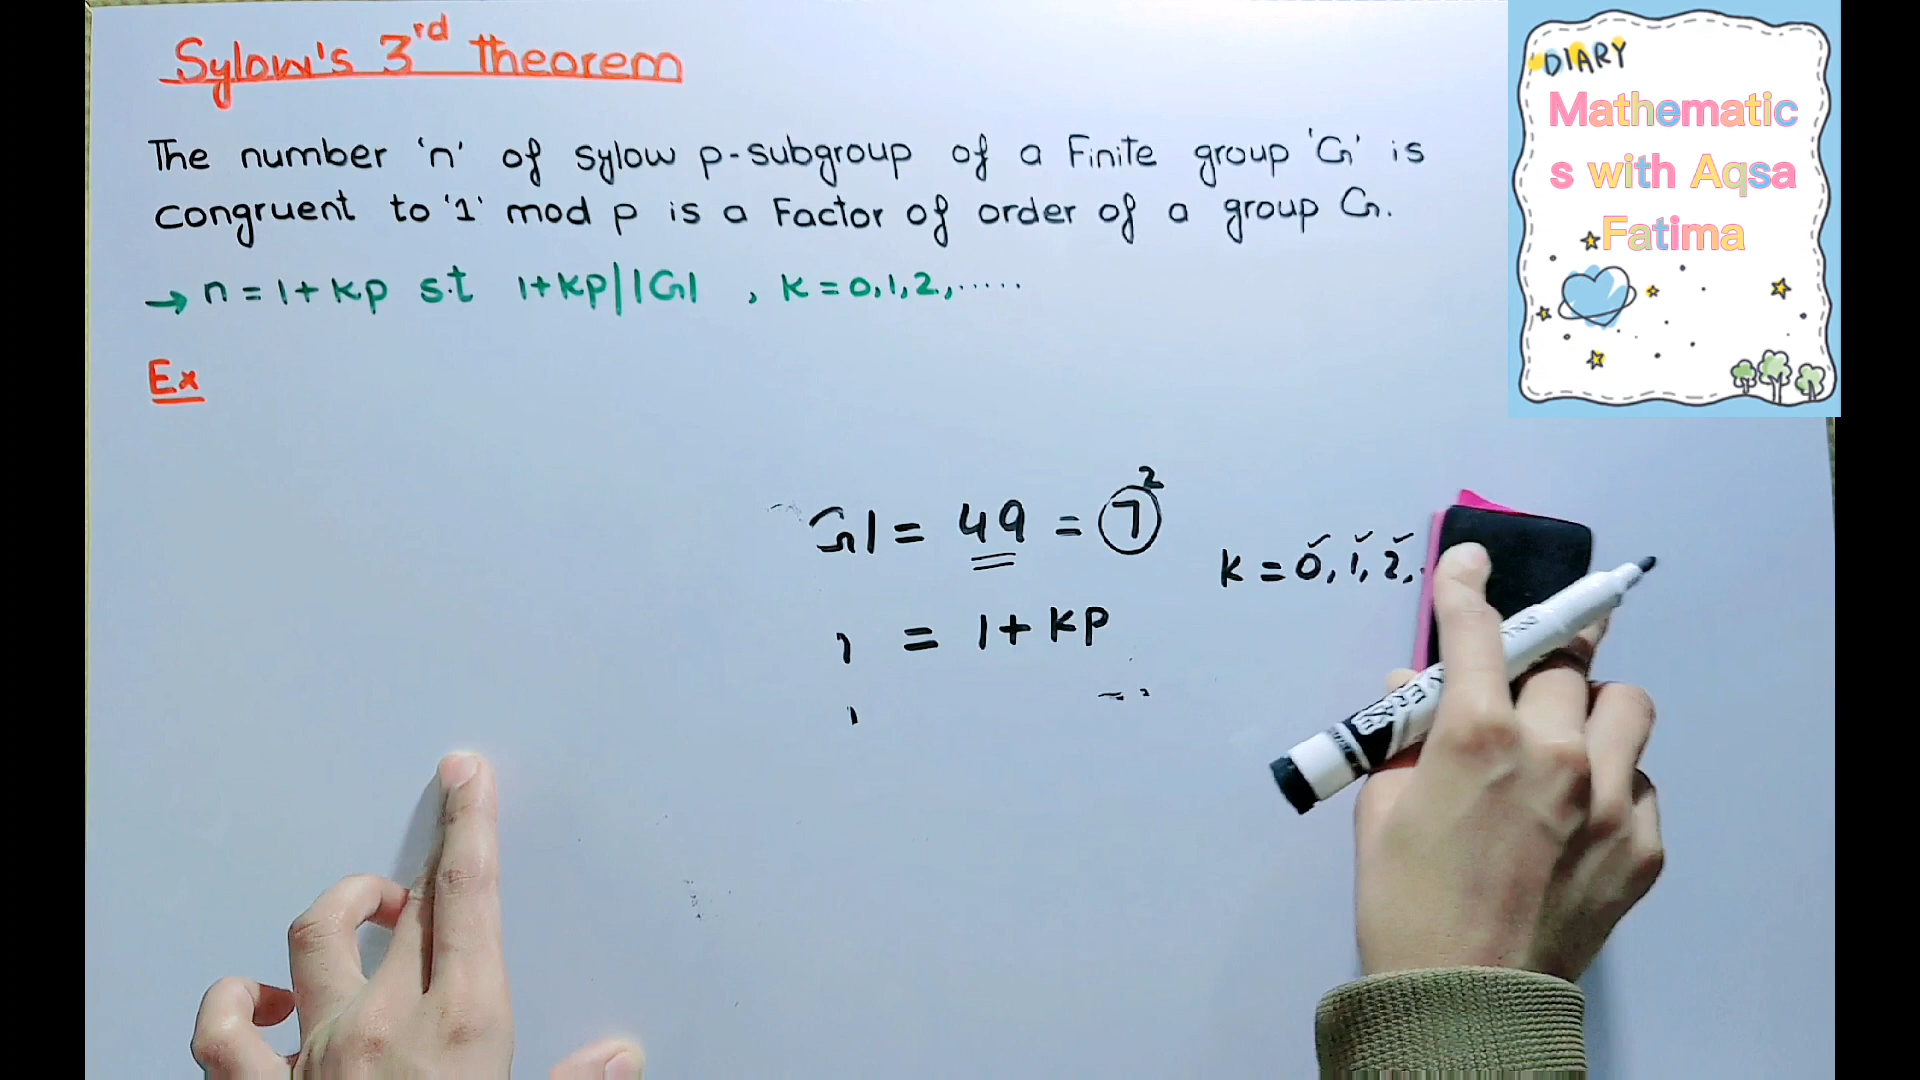 Sylow's 3rd theorem
The number 'n' of sylow p-subgroup of a Finite group 'G' is
congruent to '1' mod p is a Factor of order of a group G.
→ n = 1+kp s.t 1+kp||G| , k = 0,1,2,.....
Ex
G| = 49 = 7²
k = 0, 1, 2,
= 1+kp
DIARY
Mathematic
s with Aqsa
Fatima